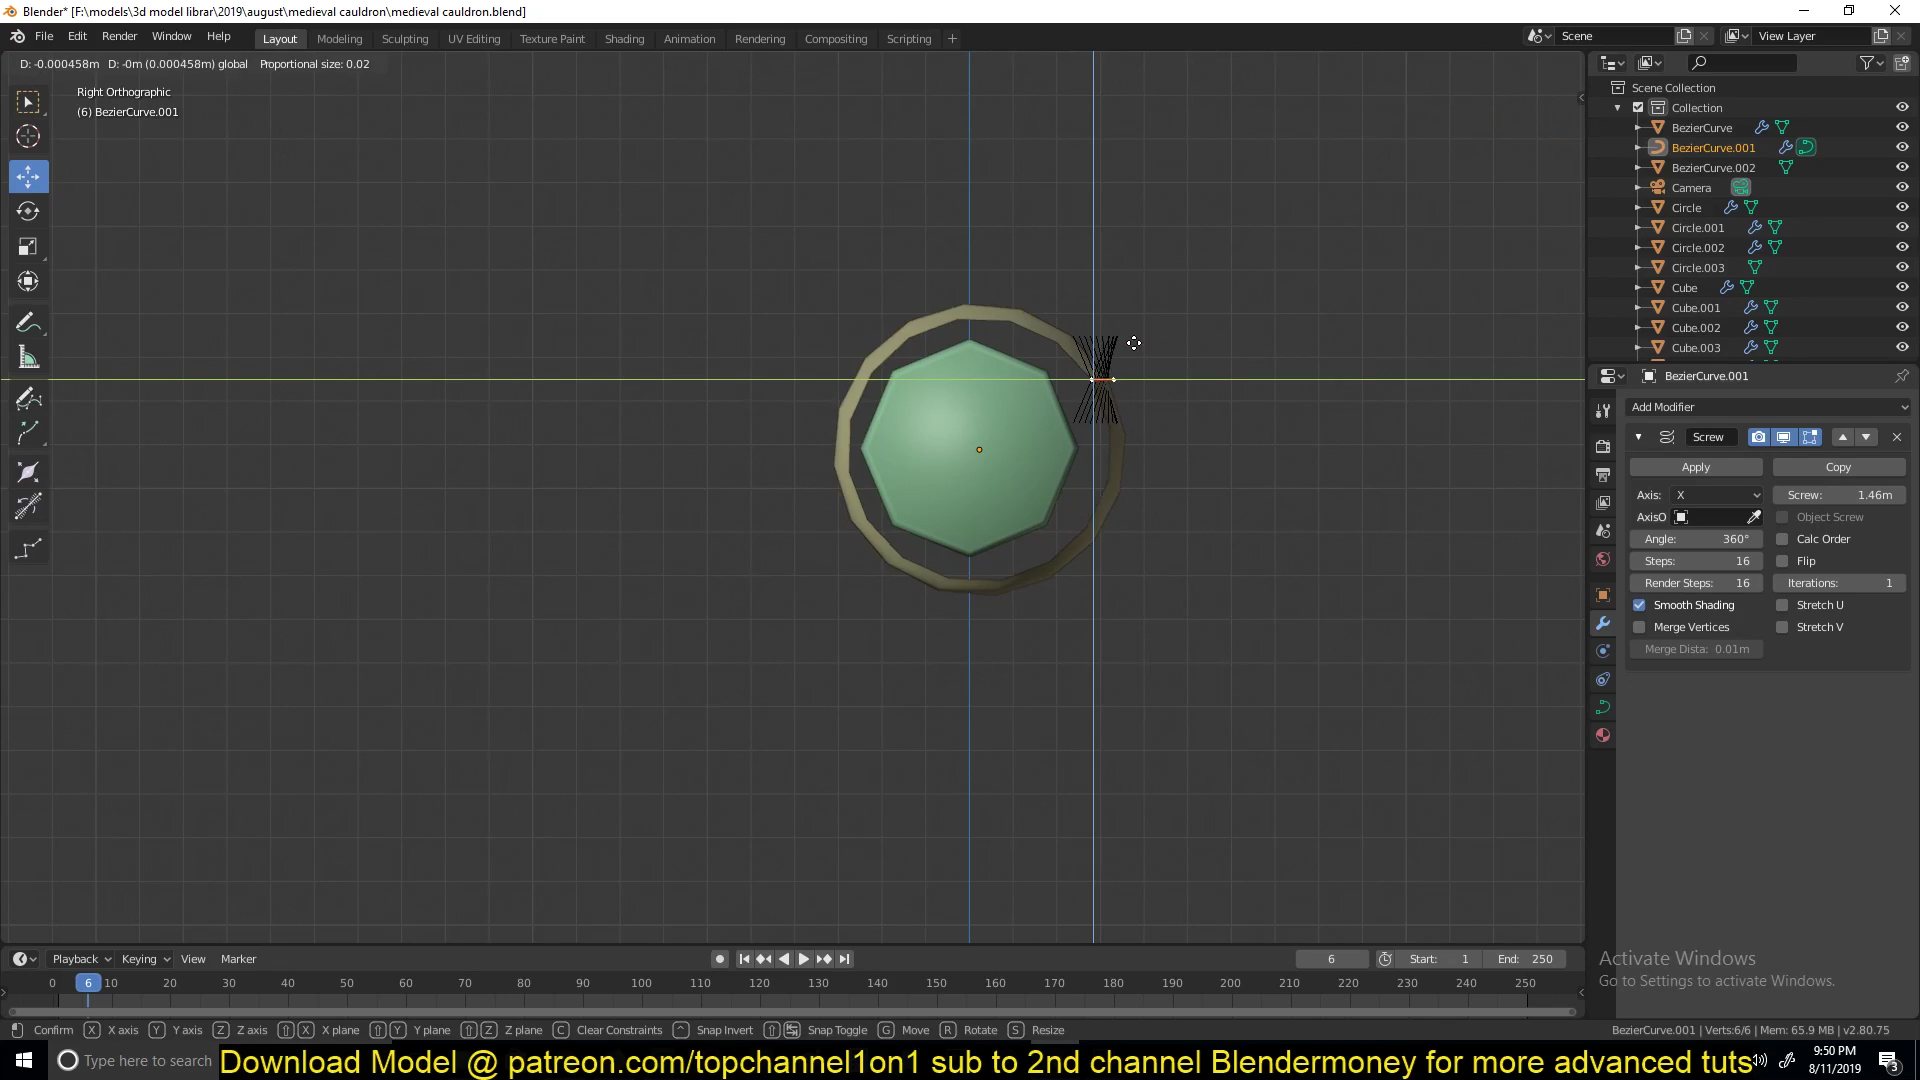 Blender* [F:\models\3d model librar\2019\august\medieval cauldron\medieval cauldron.blend]
File Edit Render Window Help Layout Modeling Sculpting UV Editing Texture Paint Shading Animation Rendering Compositing Scripting + Scene View Layer
D: -0.000458m D: -0m (0.000458m) global Proportional size: 0.02
Right Orthographic
(6) BezierCurve.001
Scene Collection
Collection
BezierCurve
BezierCurve.001
BezierCurve.002
Camera
Circle
Circle.001
Circle.002
Circle.003
Cube
Cube.001
Cube.002
Cube.003
BezierCurve.001
Add Modifier
Screw
Apply Copy
Axis: X Screw: 1.46m
AxisO Object Screw
Angle: 360° Calc Order
Steps: 16 Flip
Render Steps: 16 Iterations: 1
Smooth Shading Stretch U
Merge Vertices Stretch V
Merge Dista: 0.01m
Activate Windows
Go to Settings to activate Windows.
Playback Keying View Marker 6 Start: 1 End: 250
0 6 10 20 30 40 50 60 70 80 90 100 110 120 130 140 150 160 170 180 190 200 210 220 230 240 250
Confirm X X axis Y Y axis Z Z axis X X plane Y Y plane Z Z plane C Clear Constraints Snap Invert Snap Toggle G Move R Rotate S Resize BezierCurve.001 | Verts:6/6 | Mem: 65.9 MB | v2.80.75
Type here to search
Download Model @ patreon.com/topchannel1on1 sub to 2nd channel Blendermoney for more advanced tuts
9:50 PM
8/11/2019
3